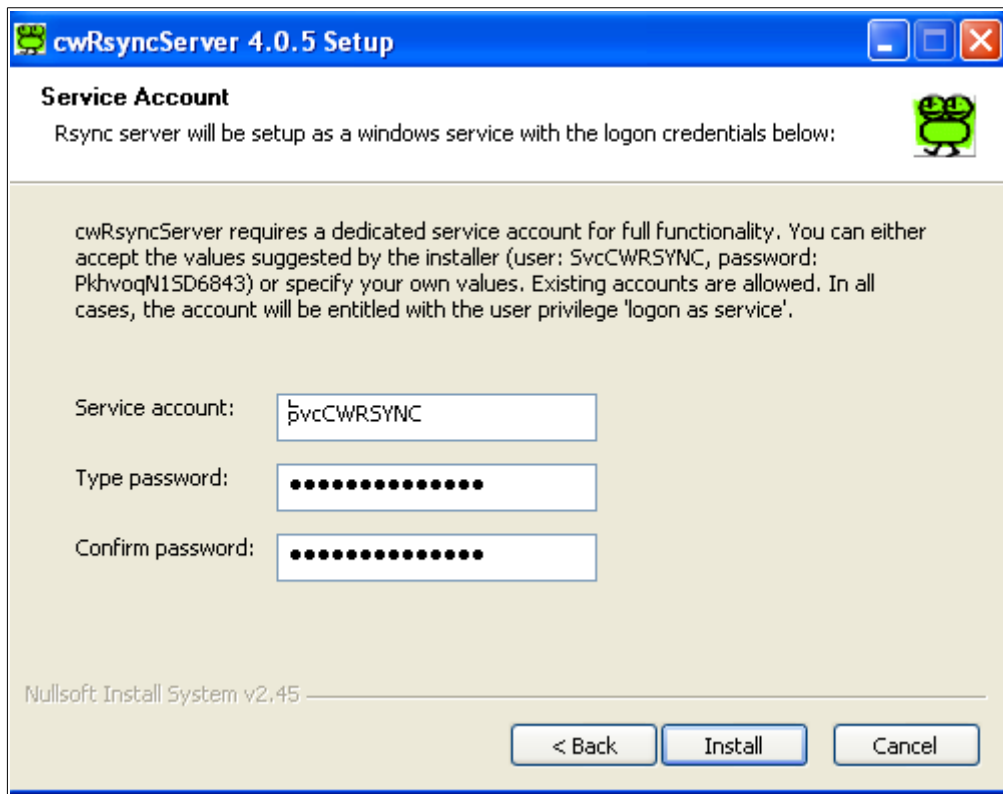 cwRsyncServer 4.0.5 Setup
Service Account
Rsync server will be setup as a windows service with the logon credentials below:
cwRsyncServer requires a dedicated service account for full functionality. You can either
accept the values suggested by the installer (user: SvcCWRSYNC, password:
PkhvoqN1SD6843) or specify your own values. Existing accounts are allowed. In all
cases, the account will be entitled with the user privilege 'logon as service'.
Service account: SvcCWRSYNC
Type password: ●●●●●●●●●●●●●●
Confirm password: ●●●●●●●●●●●●●●
Nullsoft Install System v2.45
< Back Install Cancel